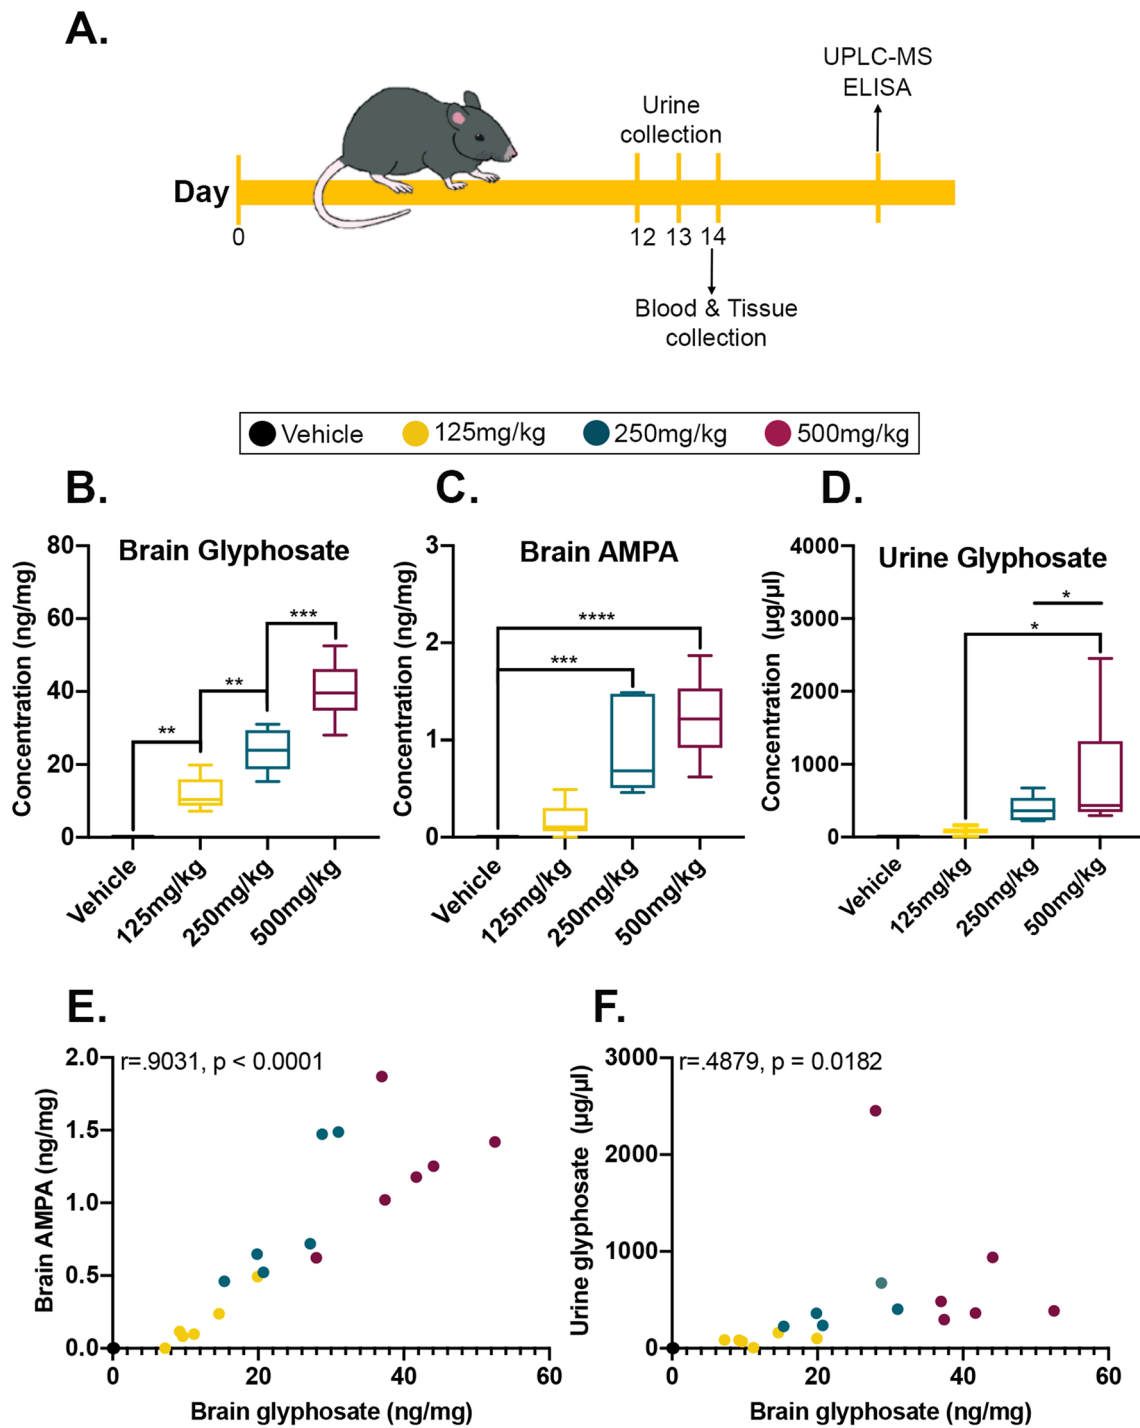 A.
UPLC-MS
ELISA
Urine
collection
Day
0
12 13 14
Blood & Tissue
collection
Vehicle 125mg/kg 250mg/kg 500mg/kg
B.
Brain Glyphosate
Concentration (ng/mg)
80
60
40
20
0
**
**
***
Vehicle
125mg/kg
250mg/kg
500mg/kg
C.
Brain AMPA
Concentration (ng/mg)
3
2
1
0
****
***
Vehicle
125mg/kg
250mg/kg
500mg/kg
D.
Urine Glyphosate
Concentration (µg/µl)
4000
3000
2000
1000
0
*
*
Vehicle
125mg/kg
250mg/kg
500mg/kg
E.
r=.9031, p < 0.0001
Brain AMPA (ng/mg)
2.0
1.5
1.0
0.5
0.0
0 20 40 60
Brain glyphosate (ng/mg)
F.
r=.4879, p = 0.0182
Urine glyphosate (µg/µl)
3000
2000
1000
0
0 20 40 60
Brain glyphosate (ng/mg)